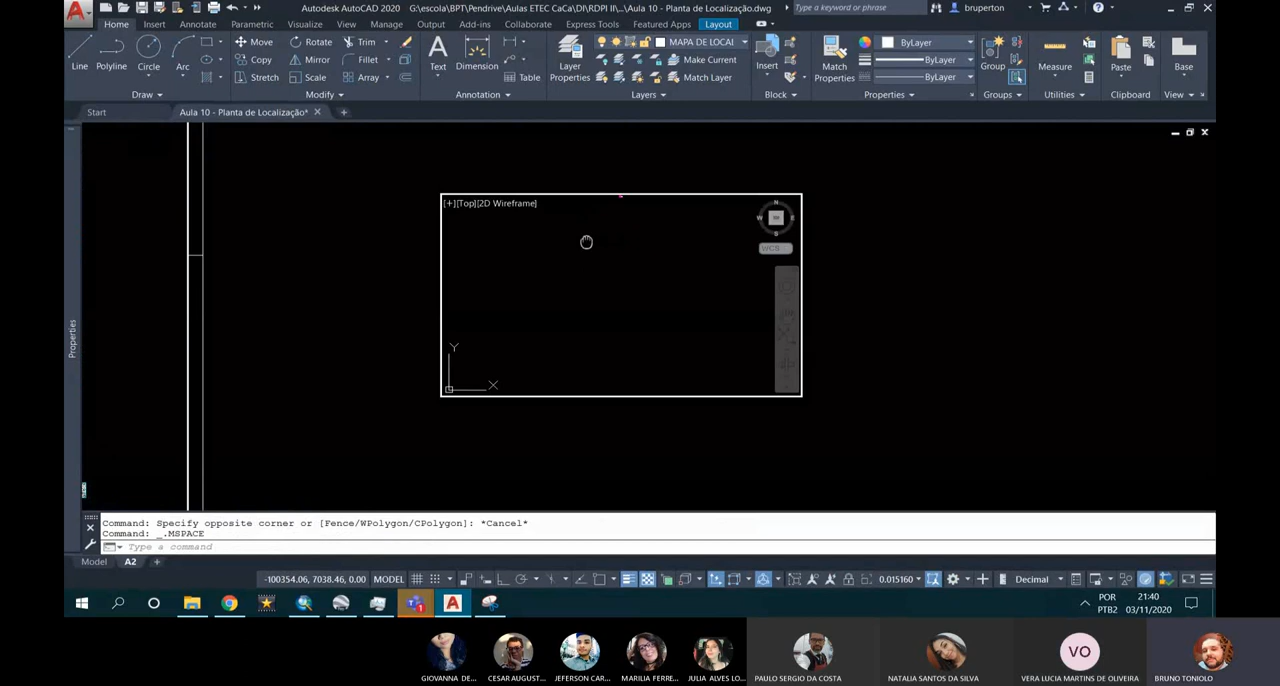 Autodesk AutoCAD 2020 G:\escola\BPT\Pendrive\Aulas ETEC CaCa\DI\RDPI II\...\Aula 10 - Planta de Localização.dwg
Type a keyword or phrase
bruperton
Home Insert Annotate Parametric Visualize View Manage Output Add-ins Collaborate Express Tools Featured Apps Layout
Line Polyline Circle Arc
Move Rotate Trim
Copy Mirror Fillet
Stretch Scale Array
Text Dimension Table
Layer Properties
MAPA DE LOCAI
Make Current
Match Layer
Insert
Match Properties
ByLayer
ByLayer
ByLayer
Group Measure Paste Base
Draw Modify Annotation Layers Block Properties Groups Utilities Clipboard View
Start Aula 10 - Planta de Localização*
Properties
[+][Top][2D Wireframe]
N
W E
S
WCS
Y
X
Command: Specify opposite corner or [Fence/WPolygon/CPolygon]: *Cancel*
Command: _.MSPACE
Type a command
Model A2
-100354.06, 7038.46, 0.00 MODEL 0.015160 Decimal
POR
PTB2
21:40
03/11/2020
GIOVANNA DE... CESAR AUGUST... JEFERSON CAR... MARILIA FERRE... JULIA ALVES LO... PAULO SERGIO DA COSTA NATALIA SANTOS DA SILVA VERA LUCIA MARTINS DE OLIVEIRA BRUNO TONIOLO
VO